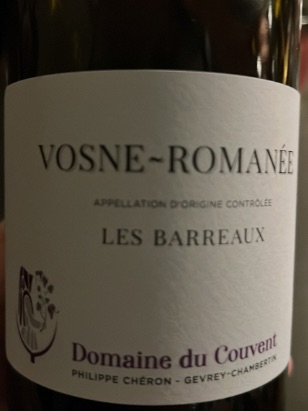 VOSNE~ROMANÉE
APPELLATION D'ORIGINE CONTRÔLÉE
LES BARREAUX
Domaine du Couvent
PHILIPPE CHÉRON - GEVREY-CHAMBERTIN